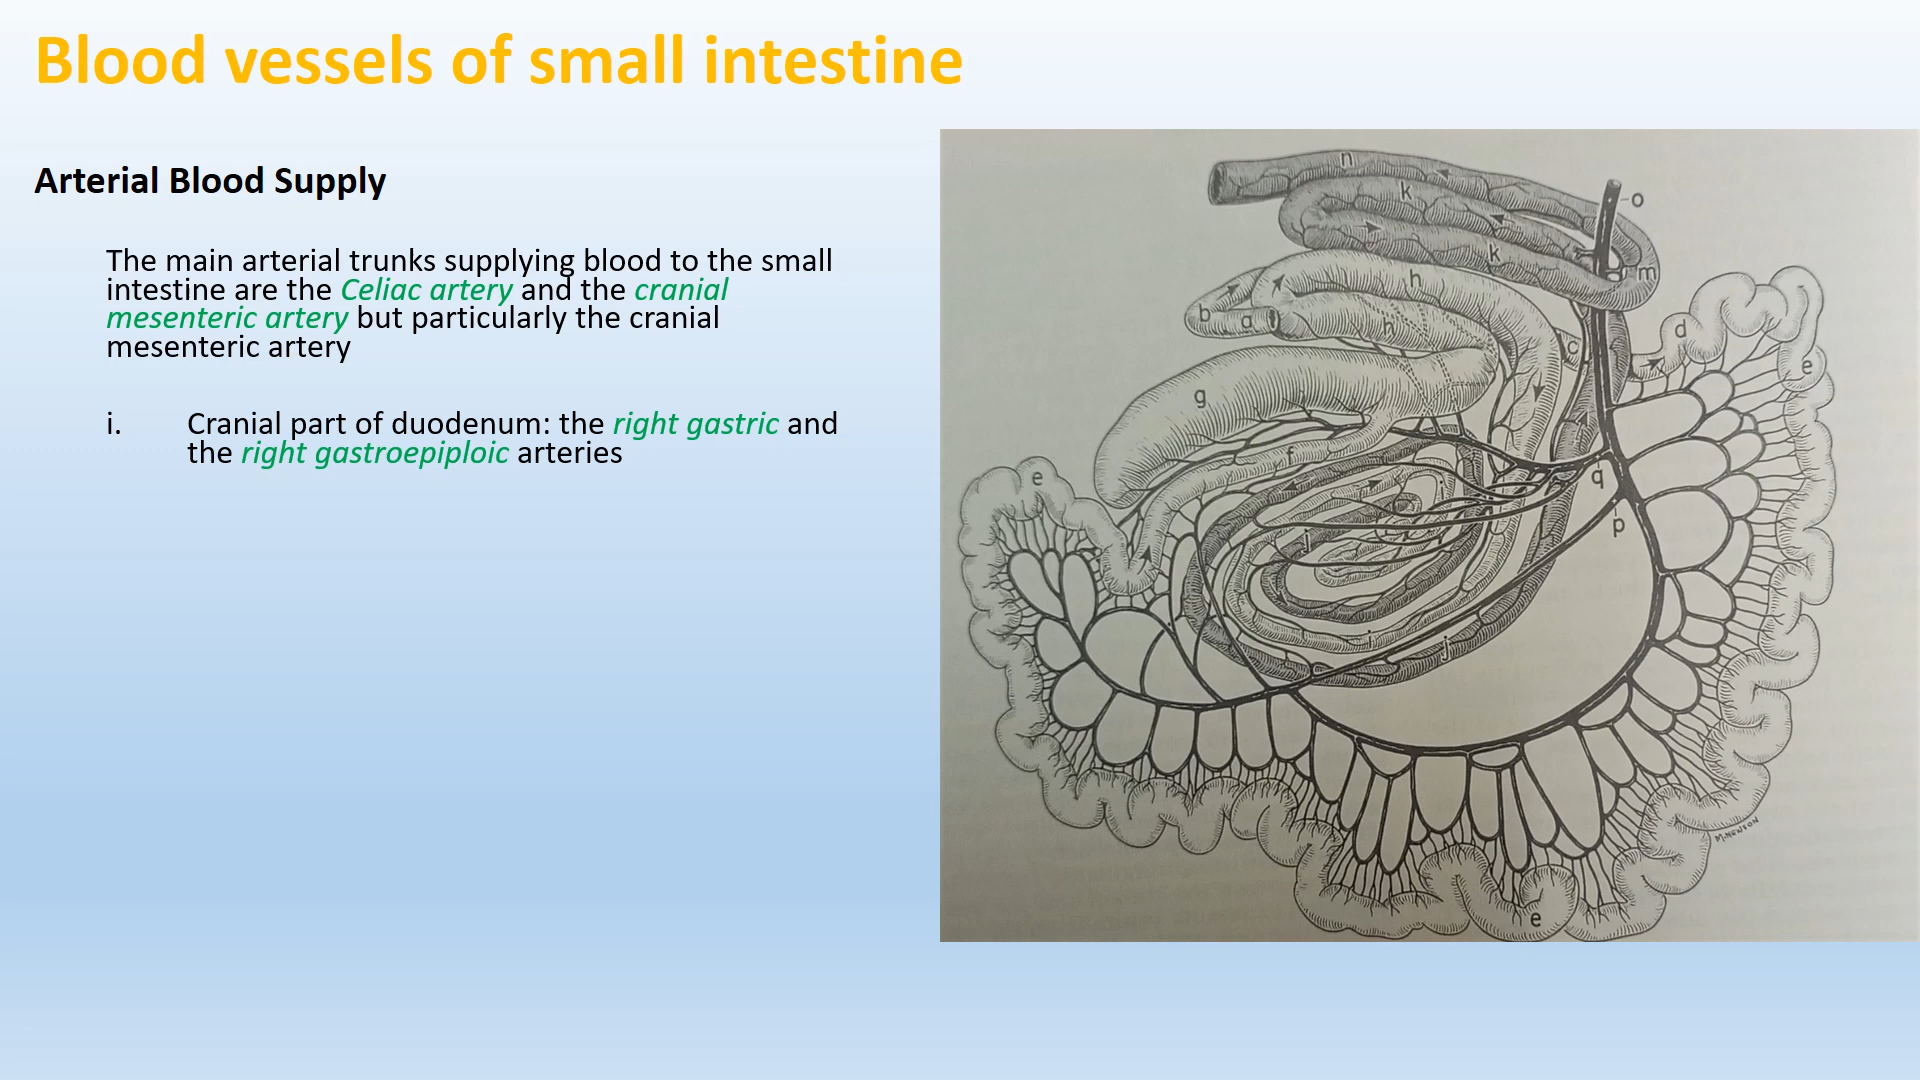 Blood vessels of small intestine
Arterial Blood Supply
The main arterial trunks supplying blood to the small
intestine are the Celiac artery and the cranial
mesenteric artery but particularly the cranial
mesenteric artery
i. Cranial part of duodenum: the right gastric and
the right gastroepiploic arteries
n
k
o
k
m
h
b
a
h
d
c
e
g
f
e
q
p
i
i
j
e
M.NEWSON